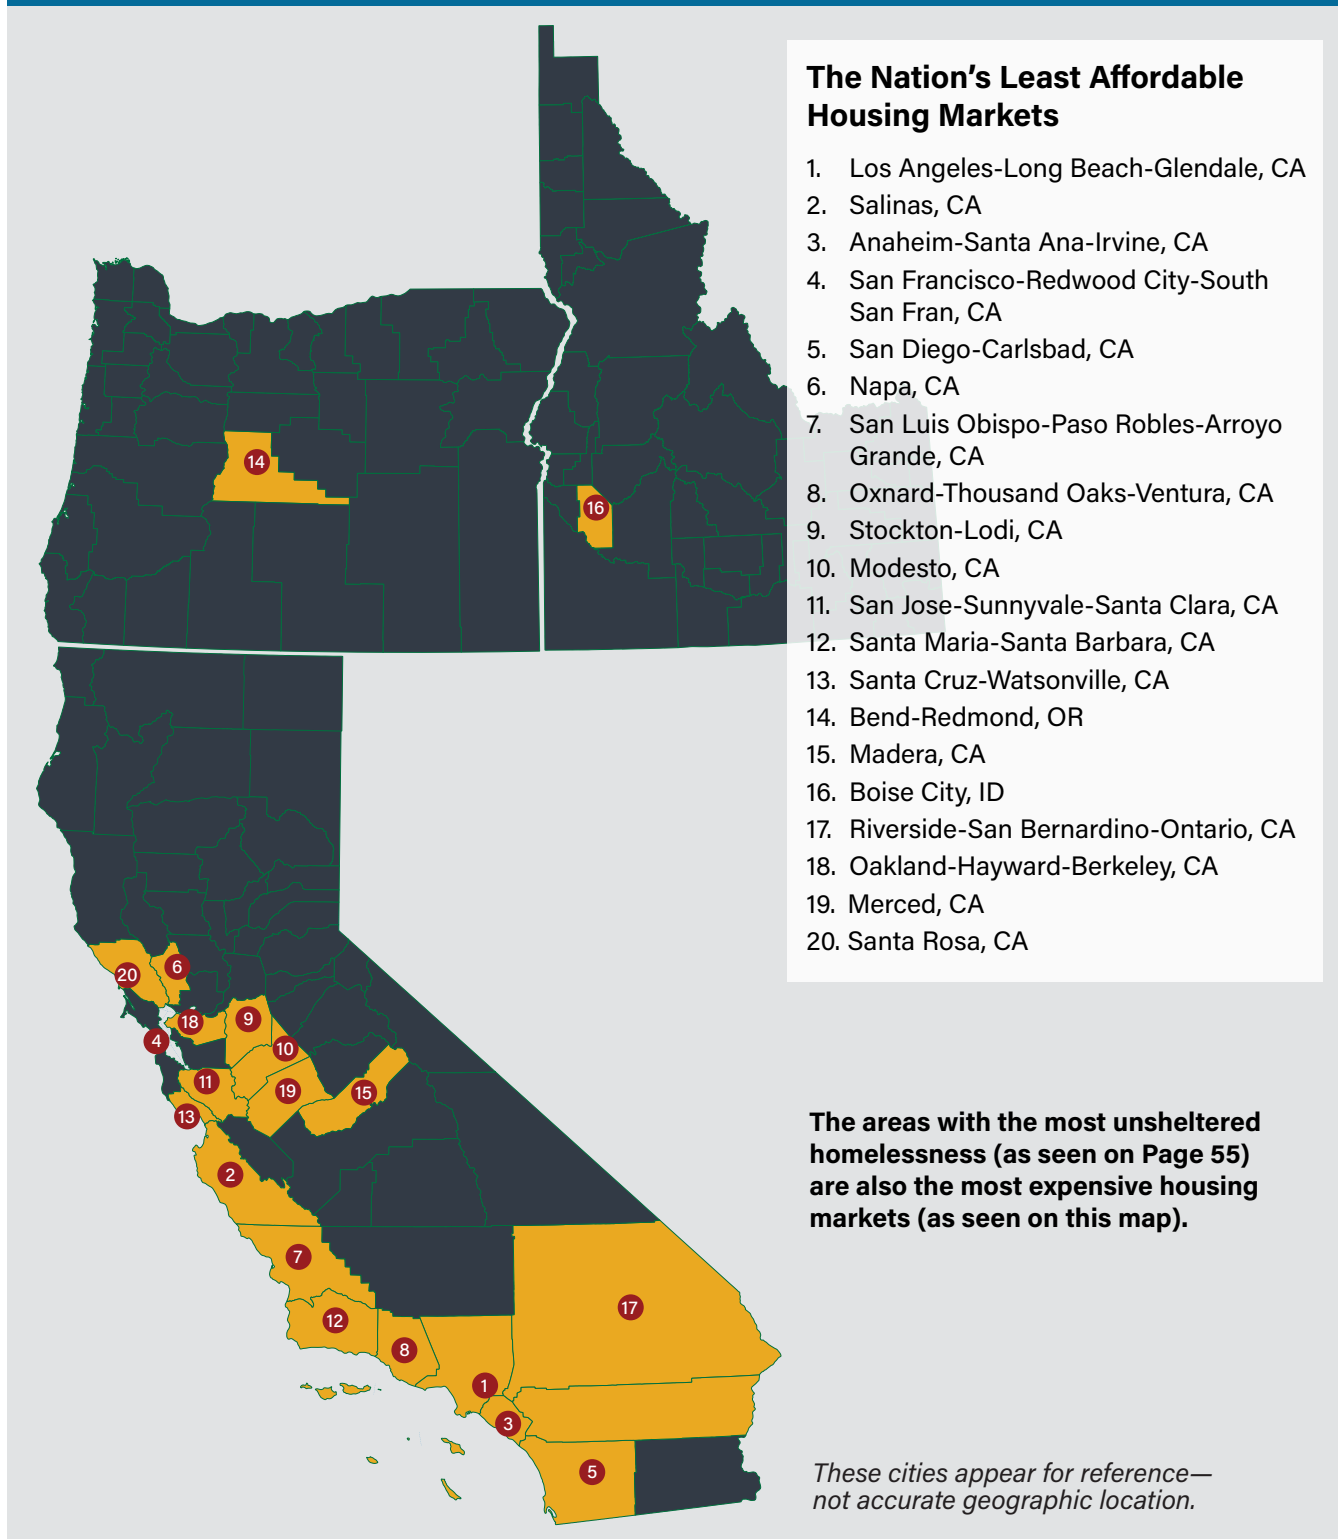 The Nation's Least Affordable
Housing Markets
1. Los Angeles-Long Beach-Glendale, CA
2. Salinas, CA
3. Anaheim-Santa Ana-Irvine, CA
4. San Francisco-Redwood City-South
San Fran, CA
5. San Diego-Carlsbad, CA
6. Napa, CA
7. San Luis Obispo-Paso Robles-Arroyo
Grande, CA
8. Oxnard-Thousand Oaks-Ventura, CA
9. Stockton-Lodi, CA
10. Modesto, CA
11. San Jose-Sunnyvale-Santa Clara, CA
12. Santa Maria-Santa Barbara, CA
13. Santa Cruz-Watsonville, CA
14. Bend-Redmond, OR
15. Madera, CA
16. Boise City, ID
17. Riverside-San Bernardino-Ontario, CA
18. Oakland-Hayward-Berkeley, CA
19. Merced, CA
20. Santa Rosa, CA
14
16
20
6
18
9
4
10
11
19
15
13
2
7
12
17
8
1
3
5
The areas with the most unsheltered
homelessness (as seen on Page 55)
are also the most expensive housing
markets (as seen on this map).
These cities appear for reference—
not accurate geographic location.